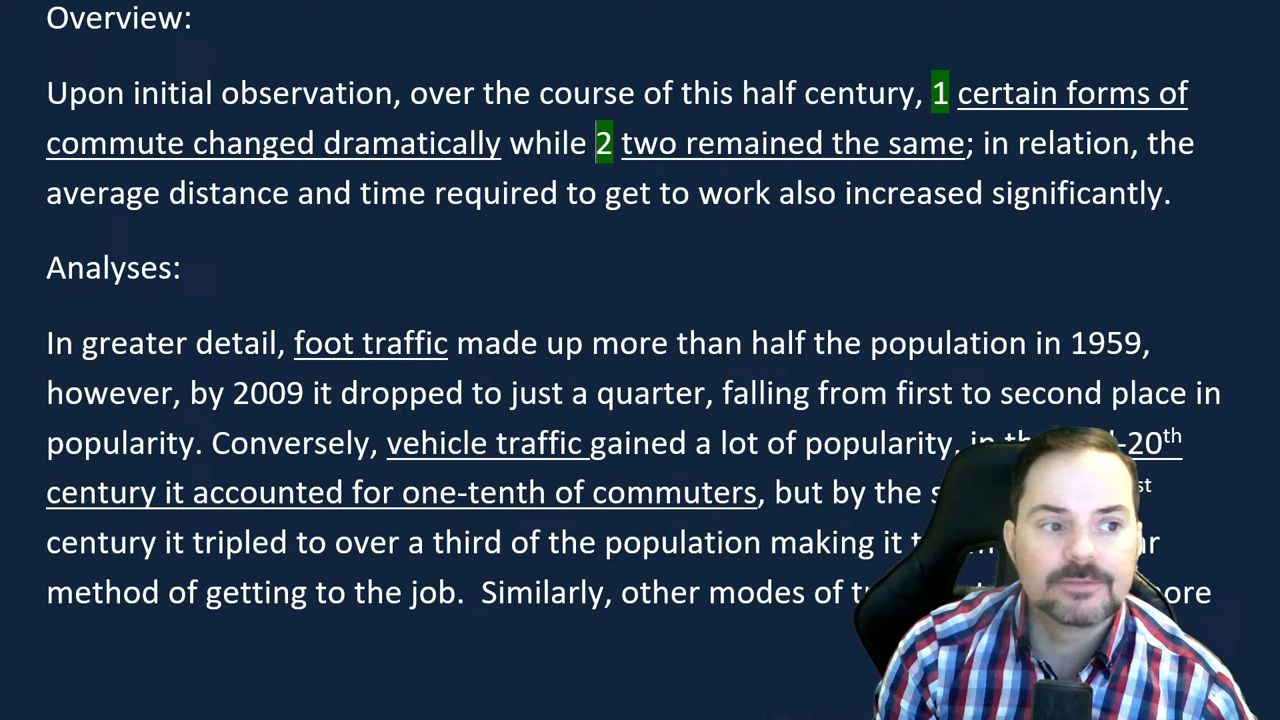 Overview:
Upon initial observation, over the course of this half century, 1 certain forms of
commute changed dramatically while 2 two remained the same; in relation, the
average distance and time required to get to work also increased significantly.
Analyses:
In greater detail, foot traffic made up more than half the population in 1959,
however, by 2009 it dropped to just a quarter, falling from first to second place in
popularity. Conversely, vehicle traffic gained a lot of popularity, in -20th
century it accounted for one-tenth of commuters, but by the st
century it tripled to over a third of the population making it
method of getting to the job. Similarly, other modes of